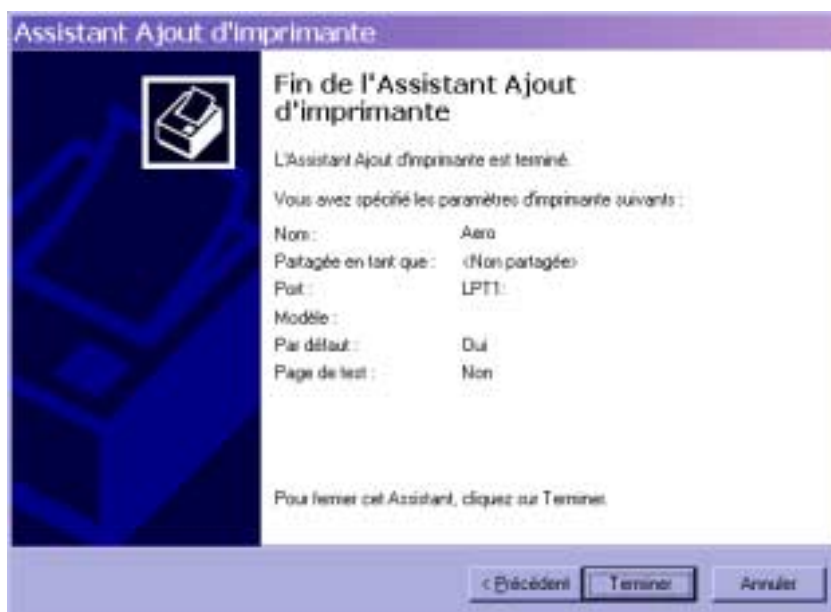 Assistant Ajout d'imprimante
Fin de l'Assistant Ajout
d'imprimante
L'Assistant Ajout d'imprimante est terminé.
Vous avez spécifié les paramètres d'imprimante suivants :
Nom : Aero
Partagée en tant que : <Non partagée>
Port : LPT1:
Modèle :
Par défaut : Oui
Page de test : Non
Pour fermer cet Assistant, cliquez sur Terminer.
< Précédent Terminer Annuler